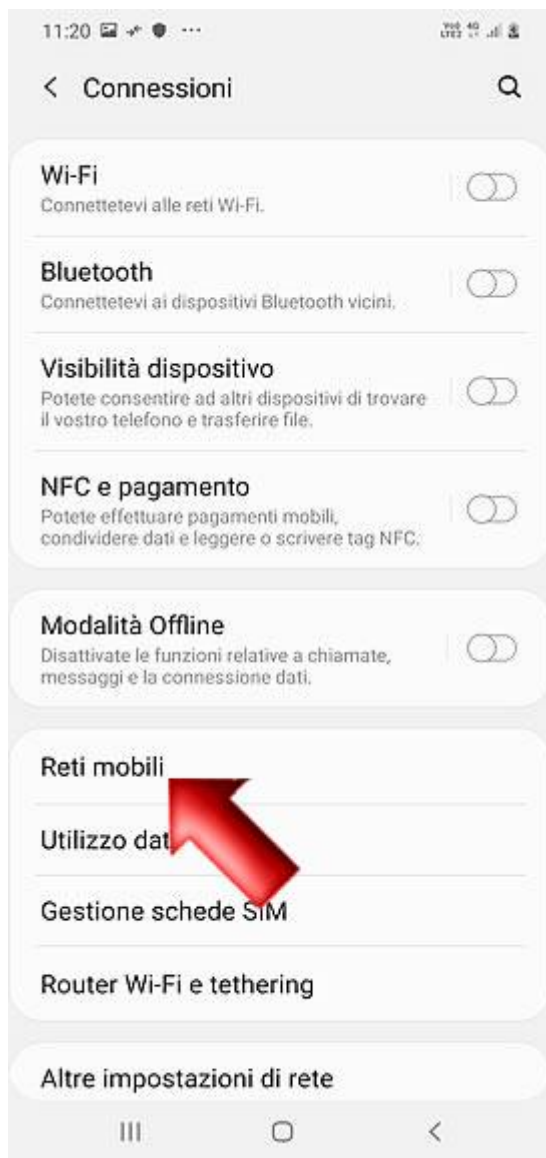 11:20
Connessioni
Wi-Fi
Connettetevi alle reti Wi-Fi.
Bluetooth
Connettetevi ai dispositivi Bluetooth vicini.
Visibilità dispositivo
Potete consentire ad altri dispositivi di trovare
il vostro telefono e trasferire file.
NFC e pagamento
Potete effettuare pagamenti mobili,
condividere dati e leggere o scrivere tag NFC.
Modalità Offline
Disattivate le funzioni relative a chiamate,
messaggi e la connessione dati.
Reti mobili
Utilizzo dat
Gestione schede SIM
Router Wi-Fi e tethering
Altre impostazioni di rete